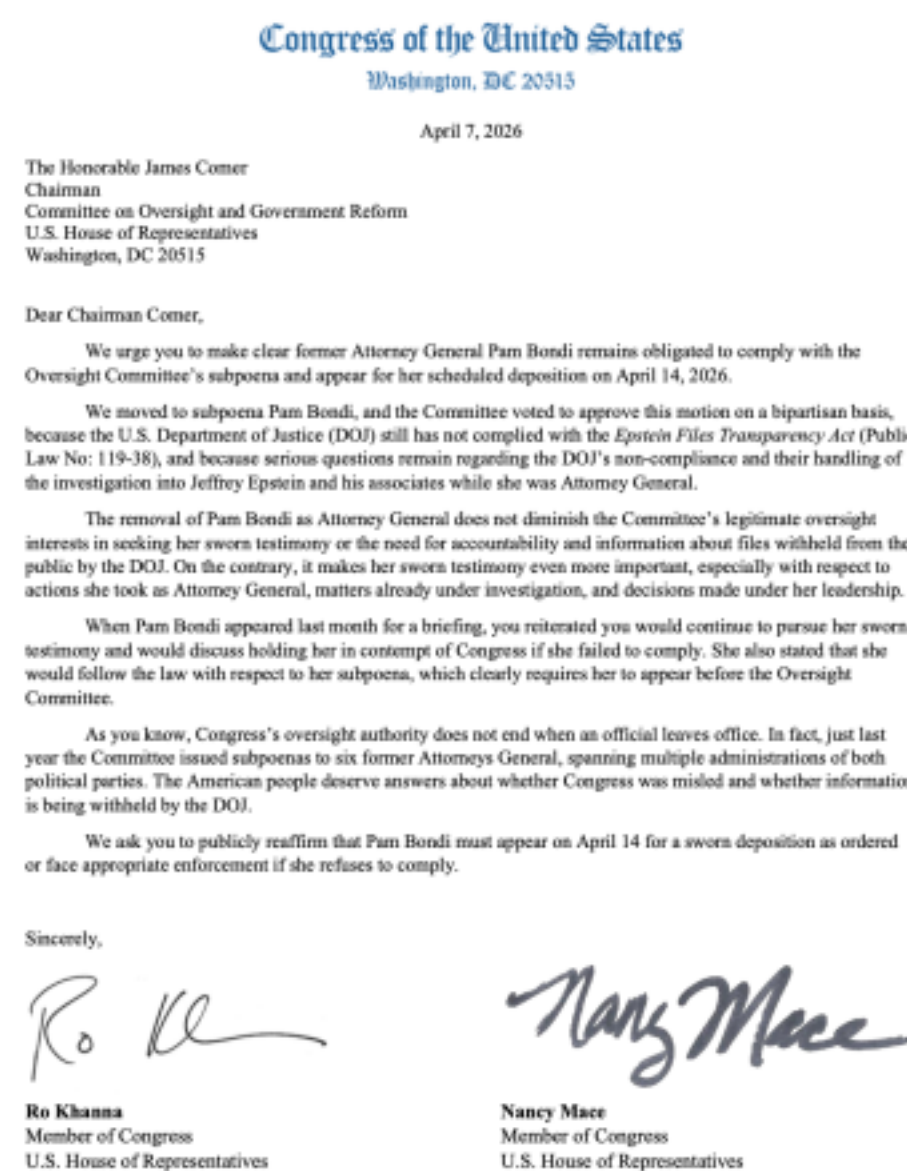 Congress of the United States
Washington, DC 20515
April 7, 2026
The Honorable James Comer
Chairman
Committee on Oversight and Government Reform
U.S. House of Representatives
Washington, DC 20515
Dear Chairman Comer,
We urge you to make clear former Attorney General Pam Bondi remains obligated to comply with the
Oversight Committee's subpoena and appear for her scheduled deposition on April 14, 2026.
We moved to subpoena Pam Bondi, and the Committee voted to approve this motion on a bipartisan basis,
because the U.S. Department of Justice (DOJ) still has not complied with the Epstein Files Transparency Act (Public
Law No: 119-38), and because serious questions remain regarding the DOJ's non-compliance and their handling of
the investigation into Jeffrey Epstein and his associates while she was Attorney General.
The removal of Pam Bondi as Attorney General does not diminish the Committee's legitimate oversight
interests in seeking her sworn testimony or the need for accountability and information about files withheld from the
public by the DOJ. On the contrary, it makes her sworn testimony even more important, especially with respect to
actions she took as Attorney General, matters already under investigation, and decisions made under her leadership.
When Pam Bondi appeared last month for a briefing, you reiterated you would continue to pursue her sworn
testimony and would discuss holding her in contempt of Congress if she failed to comply. She also stated that she
would follow the law with respect to her subpoena, which clearly requires her to appear before the Oversight
Committee.
As you know, Congress's oversight authority does not end when an official leaves office. In fact, just last
year the Committee issued subpoenas to six former Attorneys General, spanning multiple administrations of both
political parties. The American people deserve answers about whether Congress was misled and whether information
is being withheld by the DOJ.
We ask you to publicly reaffirm that Pam Bondi must appear on April 14 for a sworn deposition as ordered
or face appropriate enforcement if she refuses to comply.
Sincerely,
Ro Kh
Nancy Mace
Ro Khanna
Member of Congress
U.S. House of Representatives
Nancy Mace
Member of Congress
U.S. House of Representatives